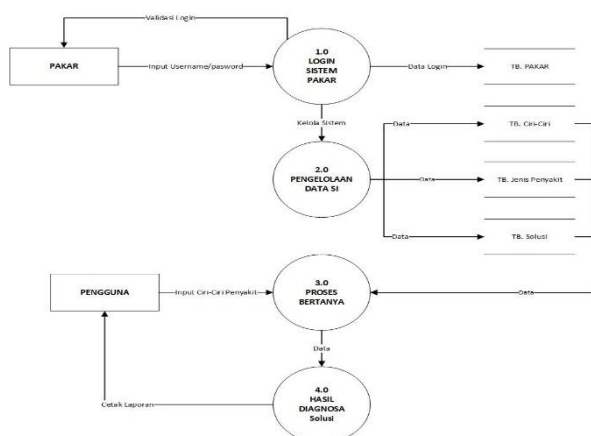 Validasi Login
PAKAR
Input Username/pasword
1.0
LOGIN
SISTEM
PAKAR
Data Login
TB. PAKAR
Kelola Sistem
Data
TB. Ciri-Ciri
2.0
PENGELOLAAN
DATA SI
Data
TB. Jenis Penyakit
Data
TB. Solusi
PENGGUNA
Input Ciri-Ciri Penyakit
3.0
PROSES
BERTANYA
Data
Data
4.0
HASIL
DIAGNOSA
Solusi
Cetak Laporan